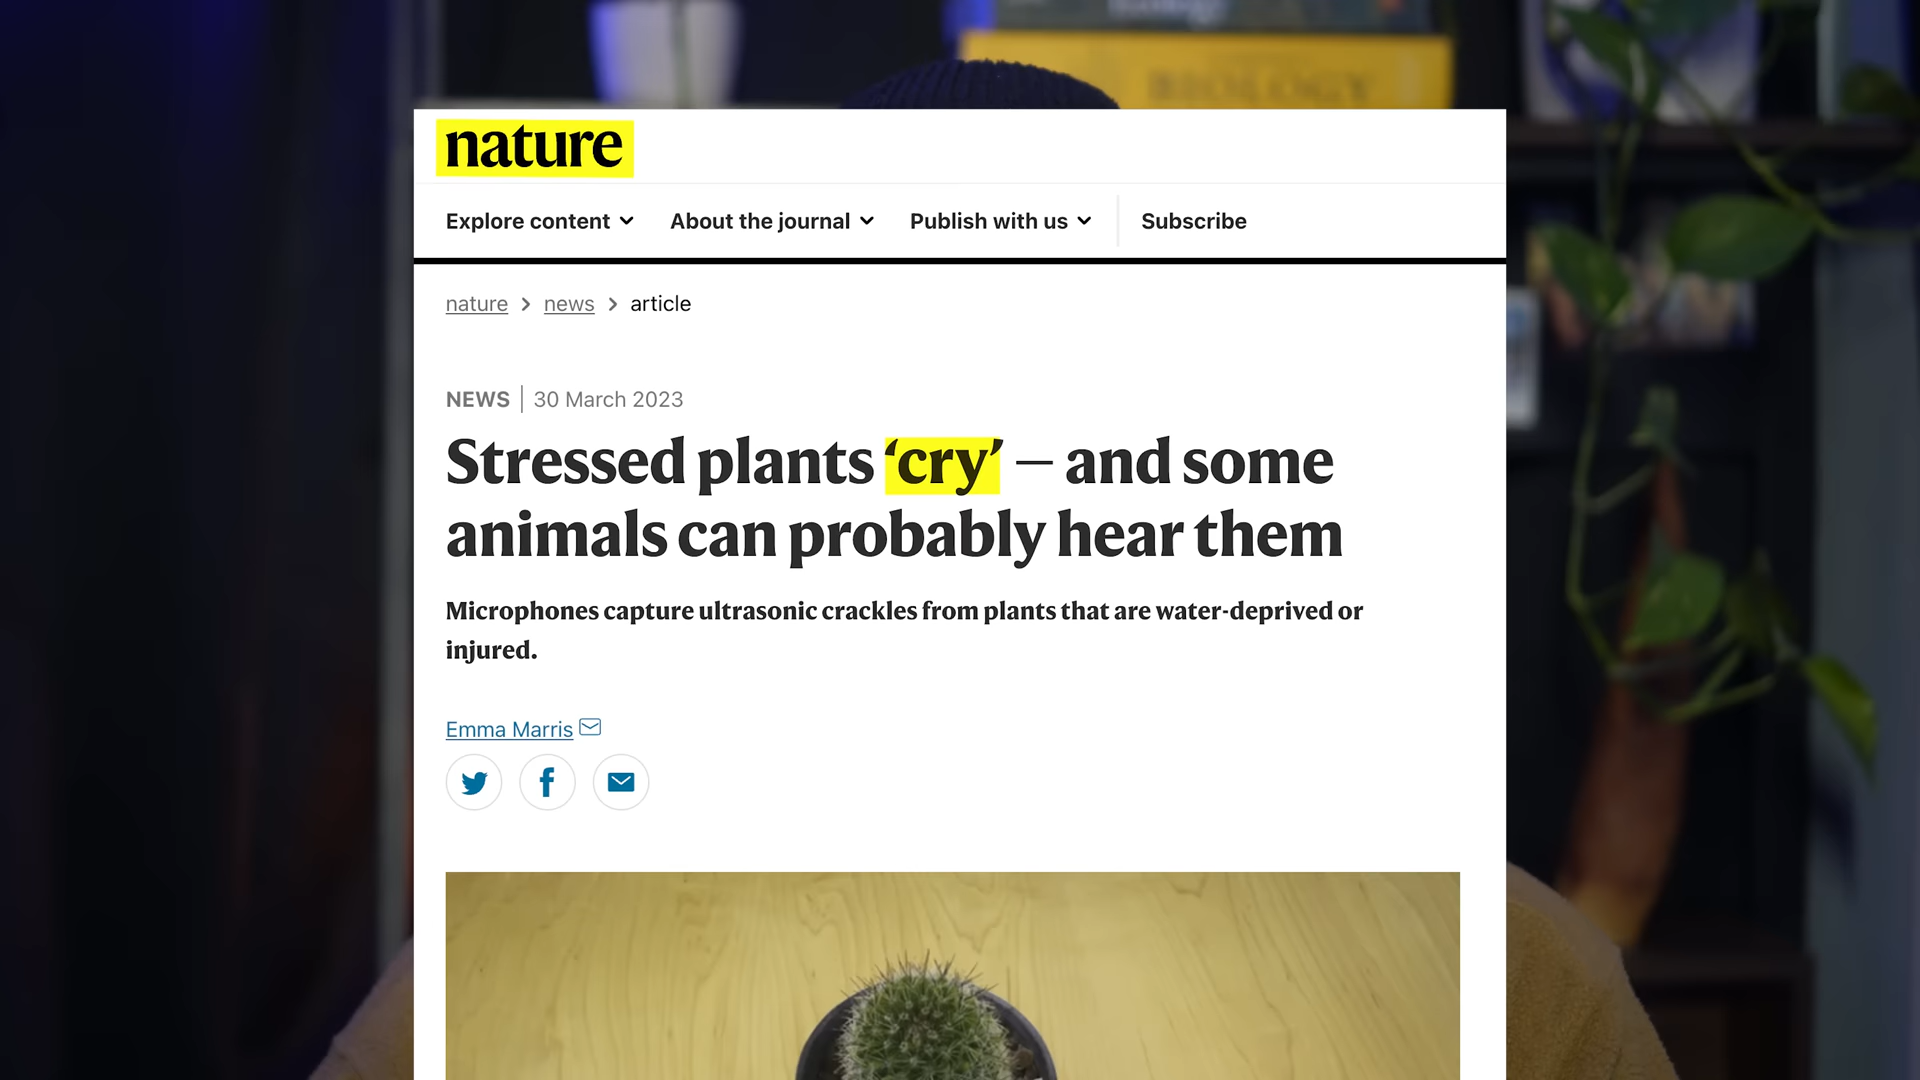 BIOLOGY
nature
Explore content About the journal Publish with us Subscribe
nature > news > article
NEWS | 30 March 2023
Stressed plants ‘cry’ — and some
animals can probably hear them
Microphones capture ultrasonic crackles from plants that are water-deprived or
injured.
Emma Marris